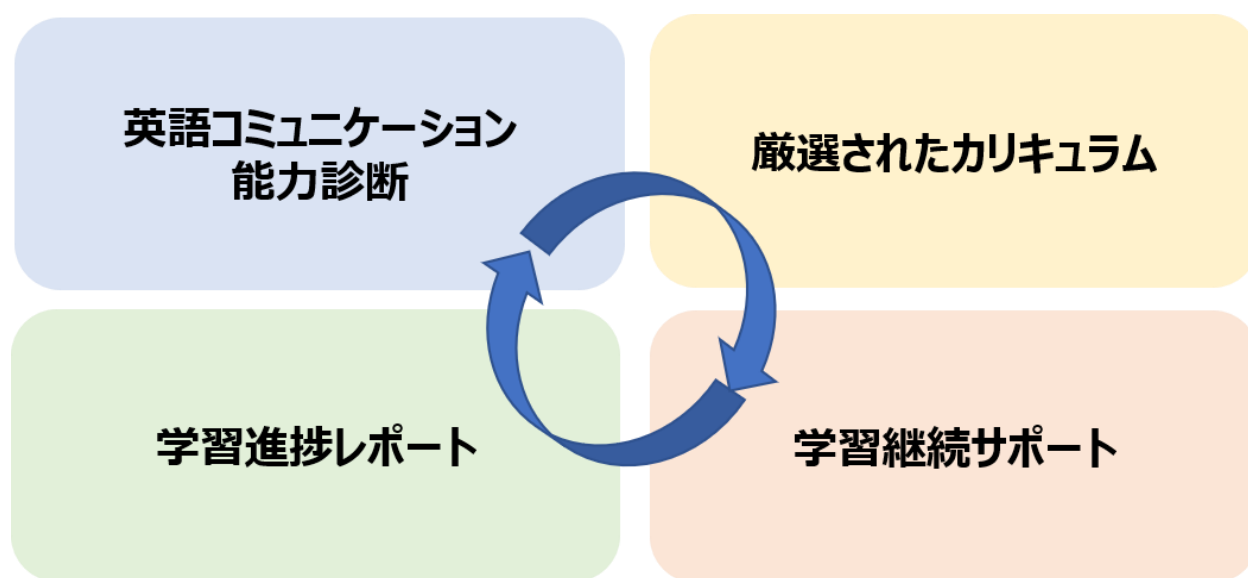 英語コミュニケーション
能力診断
厳選されたカリキュラム
学習進捗レポート
学習継続サポート